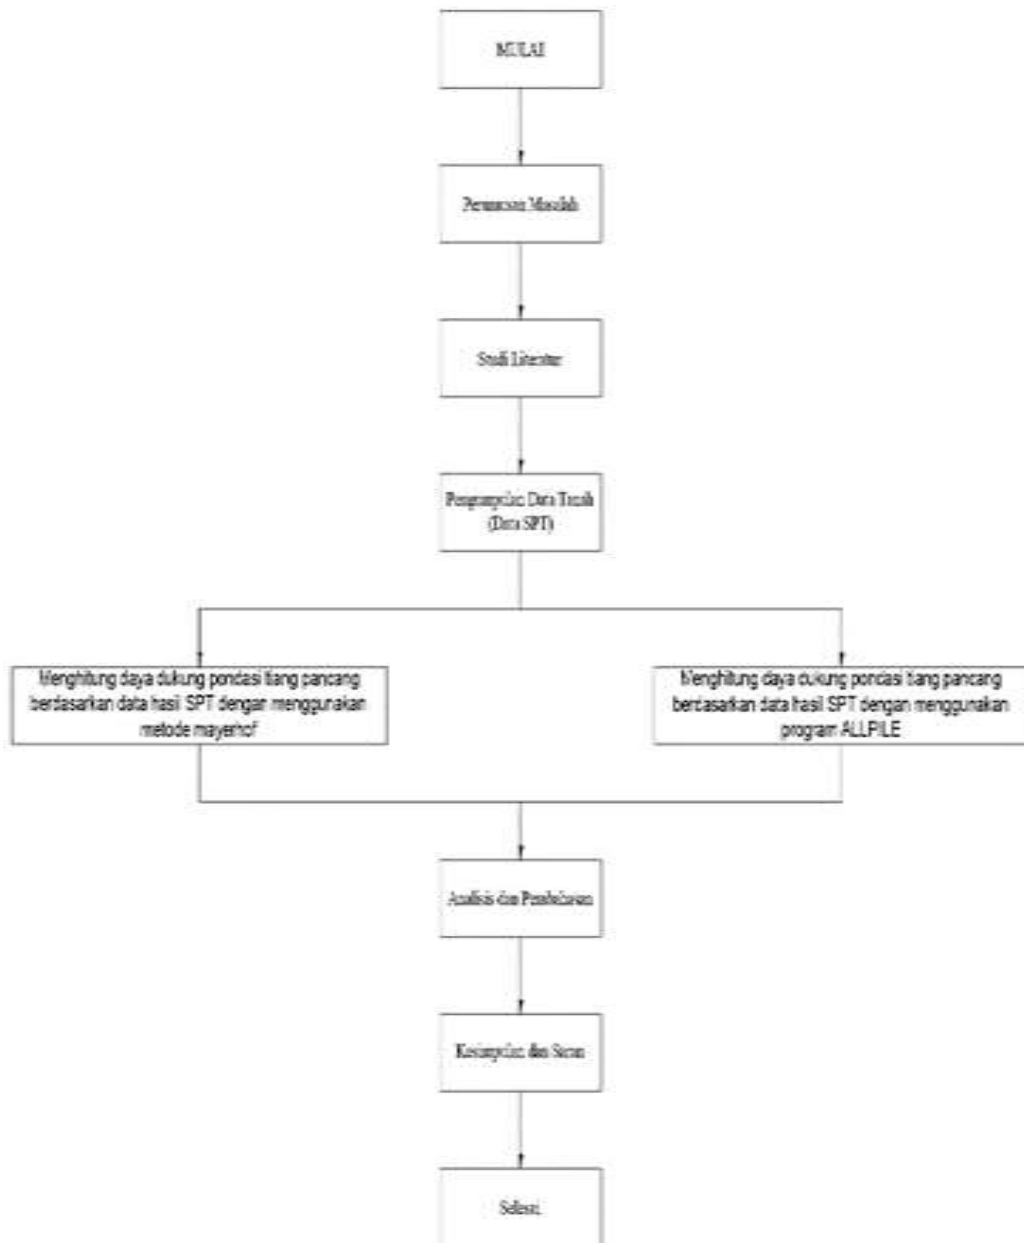 MULAI
Perumusan Masalah
Studi Literatur
Pengumpulan Data Tanah
(Data SPT)
Menghitung daya dukung pondasi tiang pancang
berdasarkan data hasil SPT dengan menggunakan
metode mayerhof
Menghitung daya dukung pondasi tiang pancang
berdasarkan data hasil SPT dengan menggunakan
program ALLPILE
Analisis dan Pembahasan
Kesimpulan dan Saran
Selesai